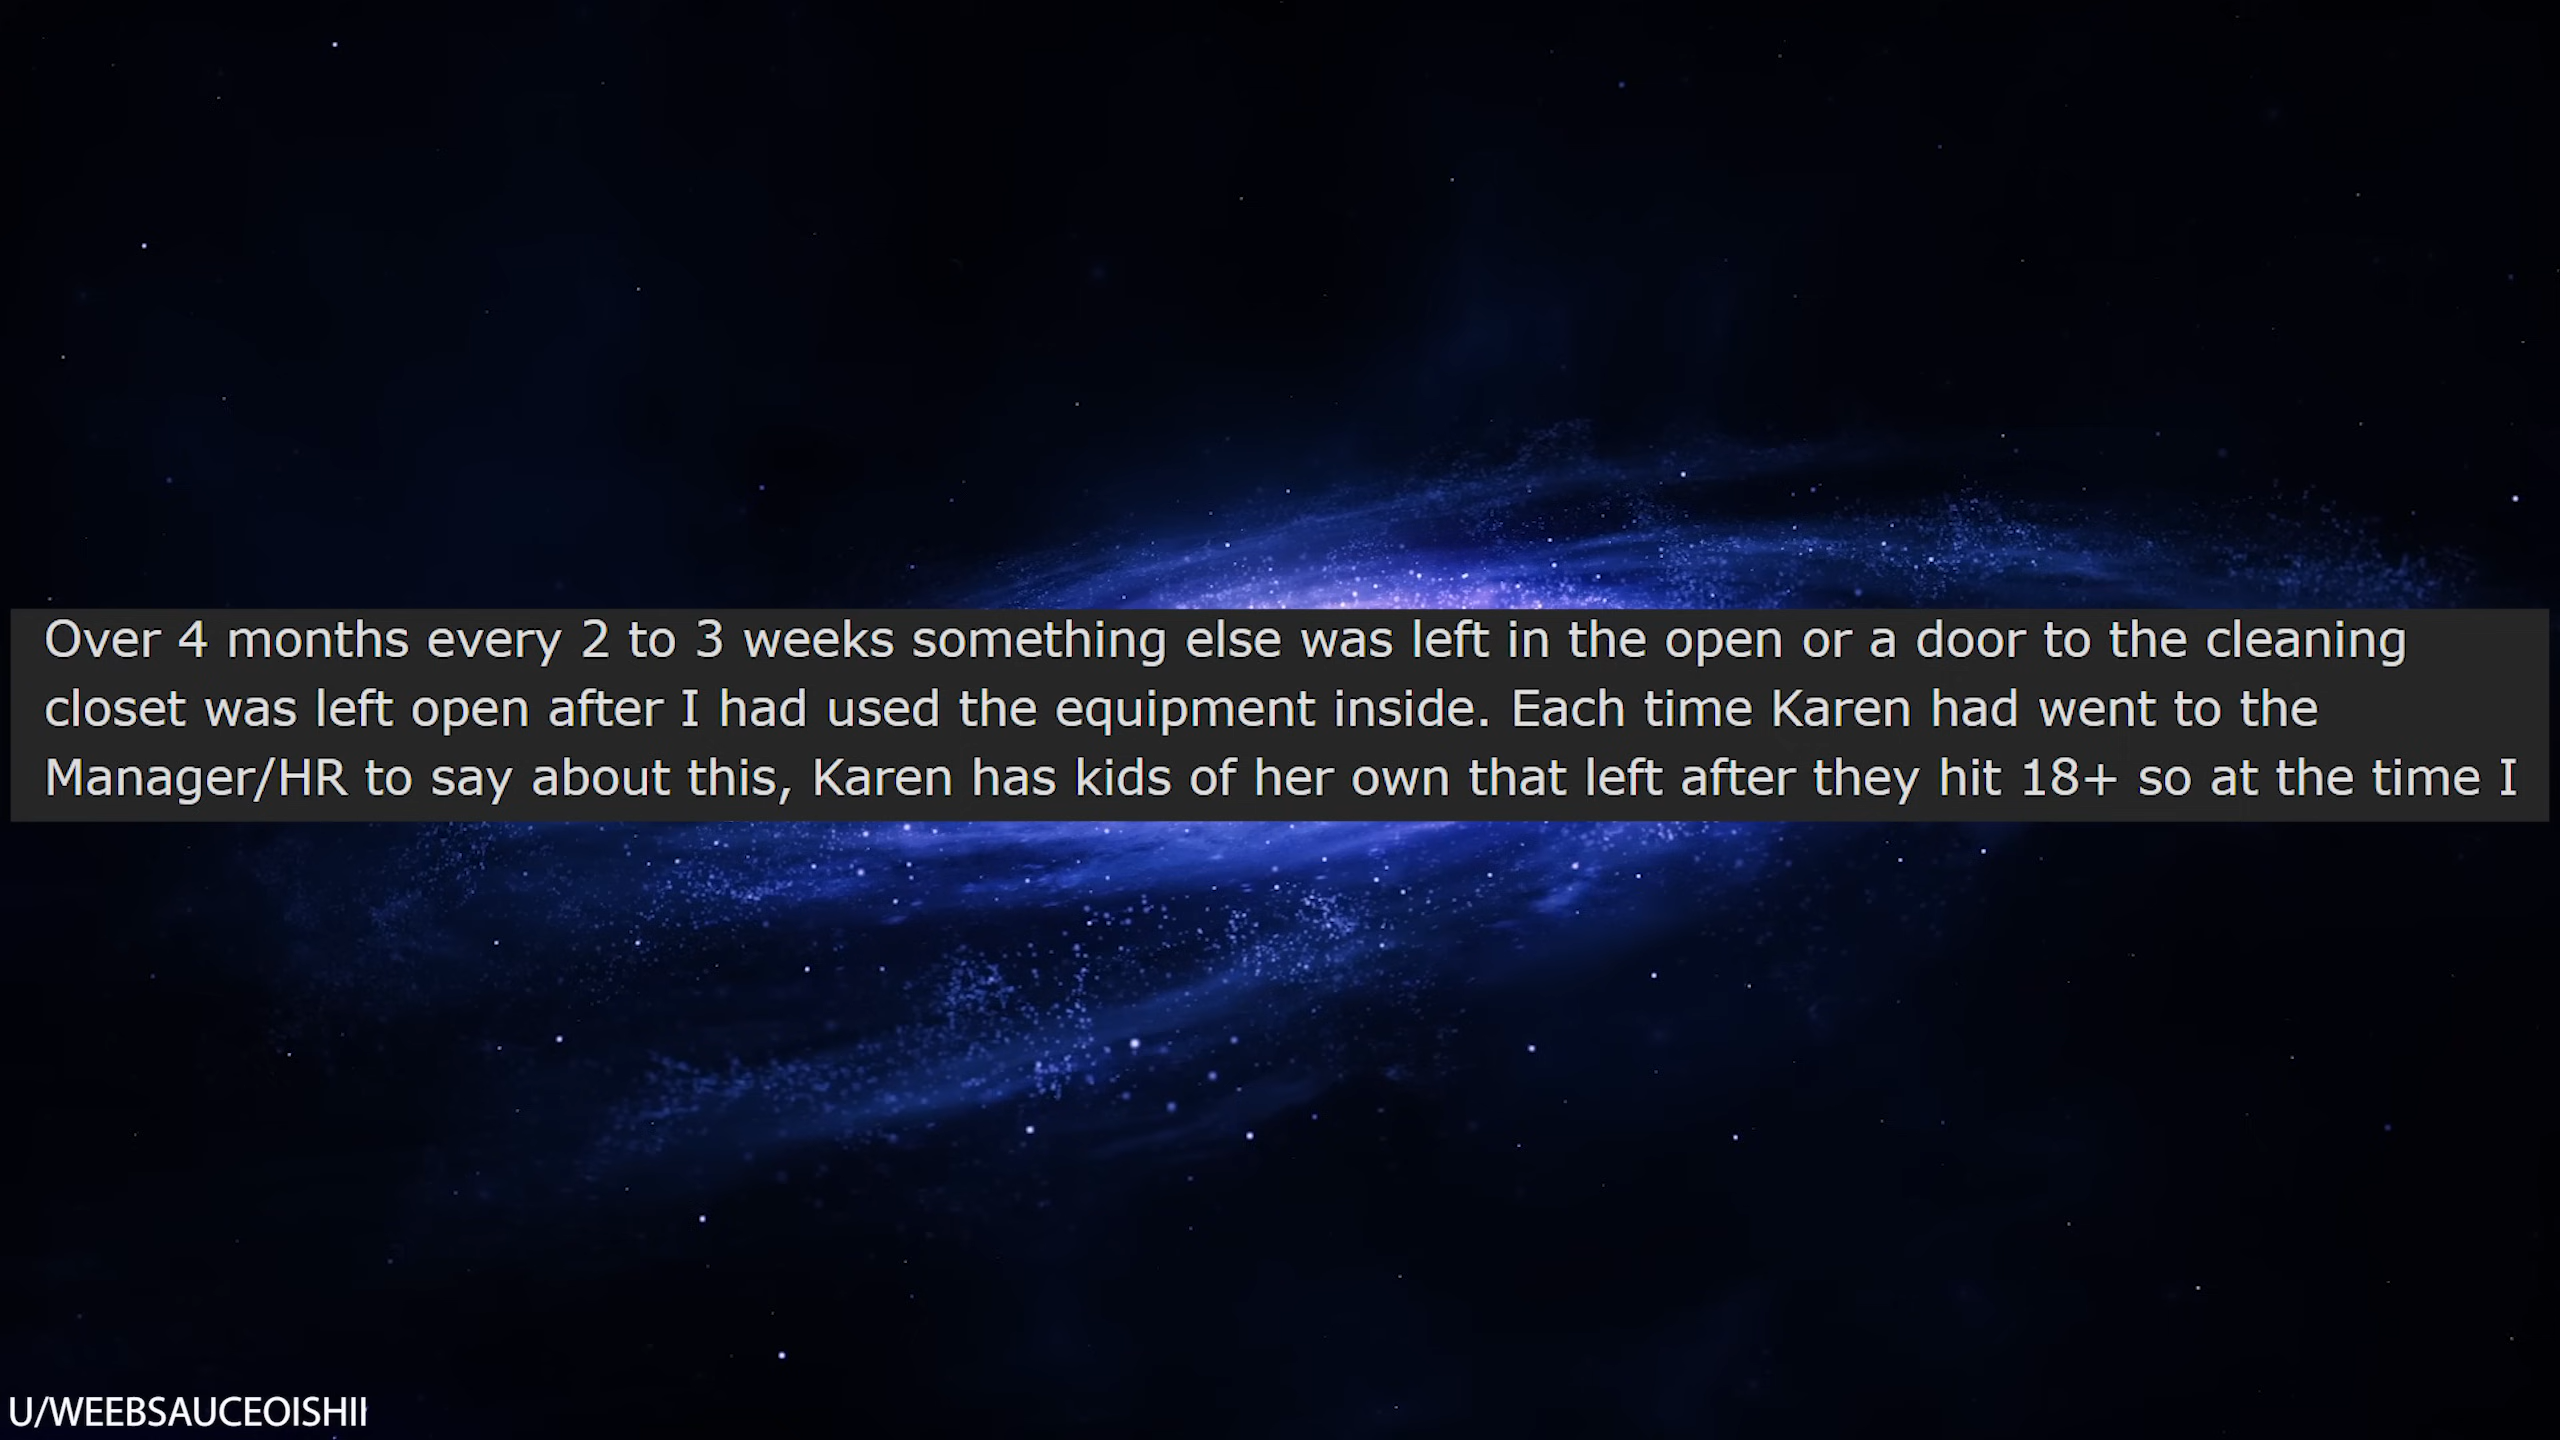 Over 4 months every 2 to 3 weeks something else was left in the open or a door to the cleaning
closet was left open after I had used the equipment inside. Each time Karen had went to the
Manager/HR to say about this, Karen has kids of her own that left after they hit 18+ so at the time I
U/WEEBSAUCEOISHII